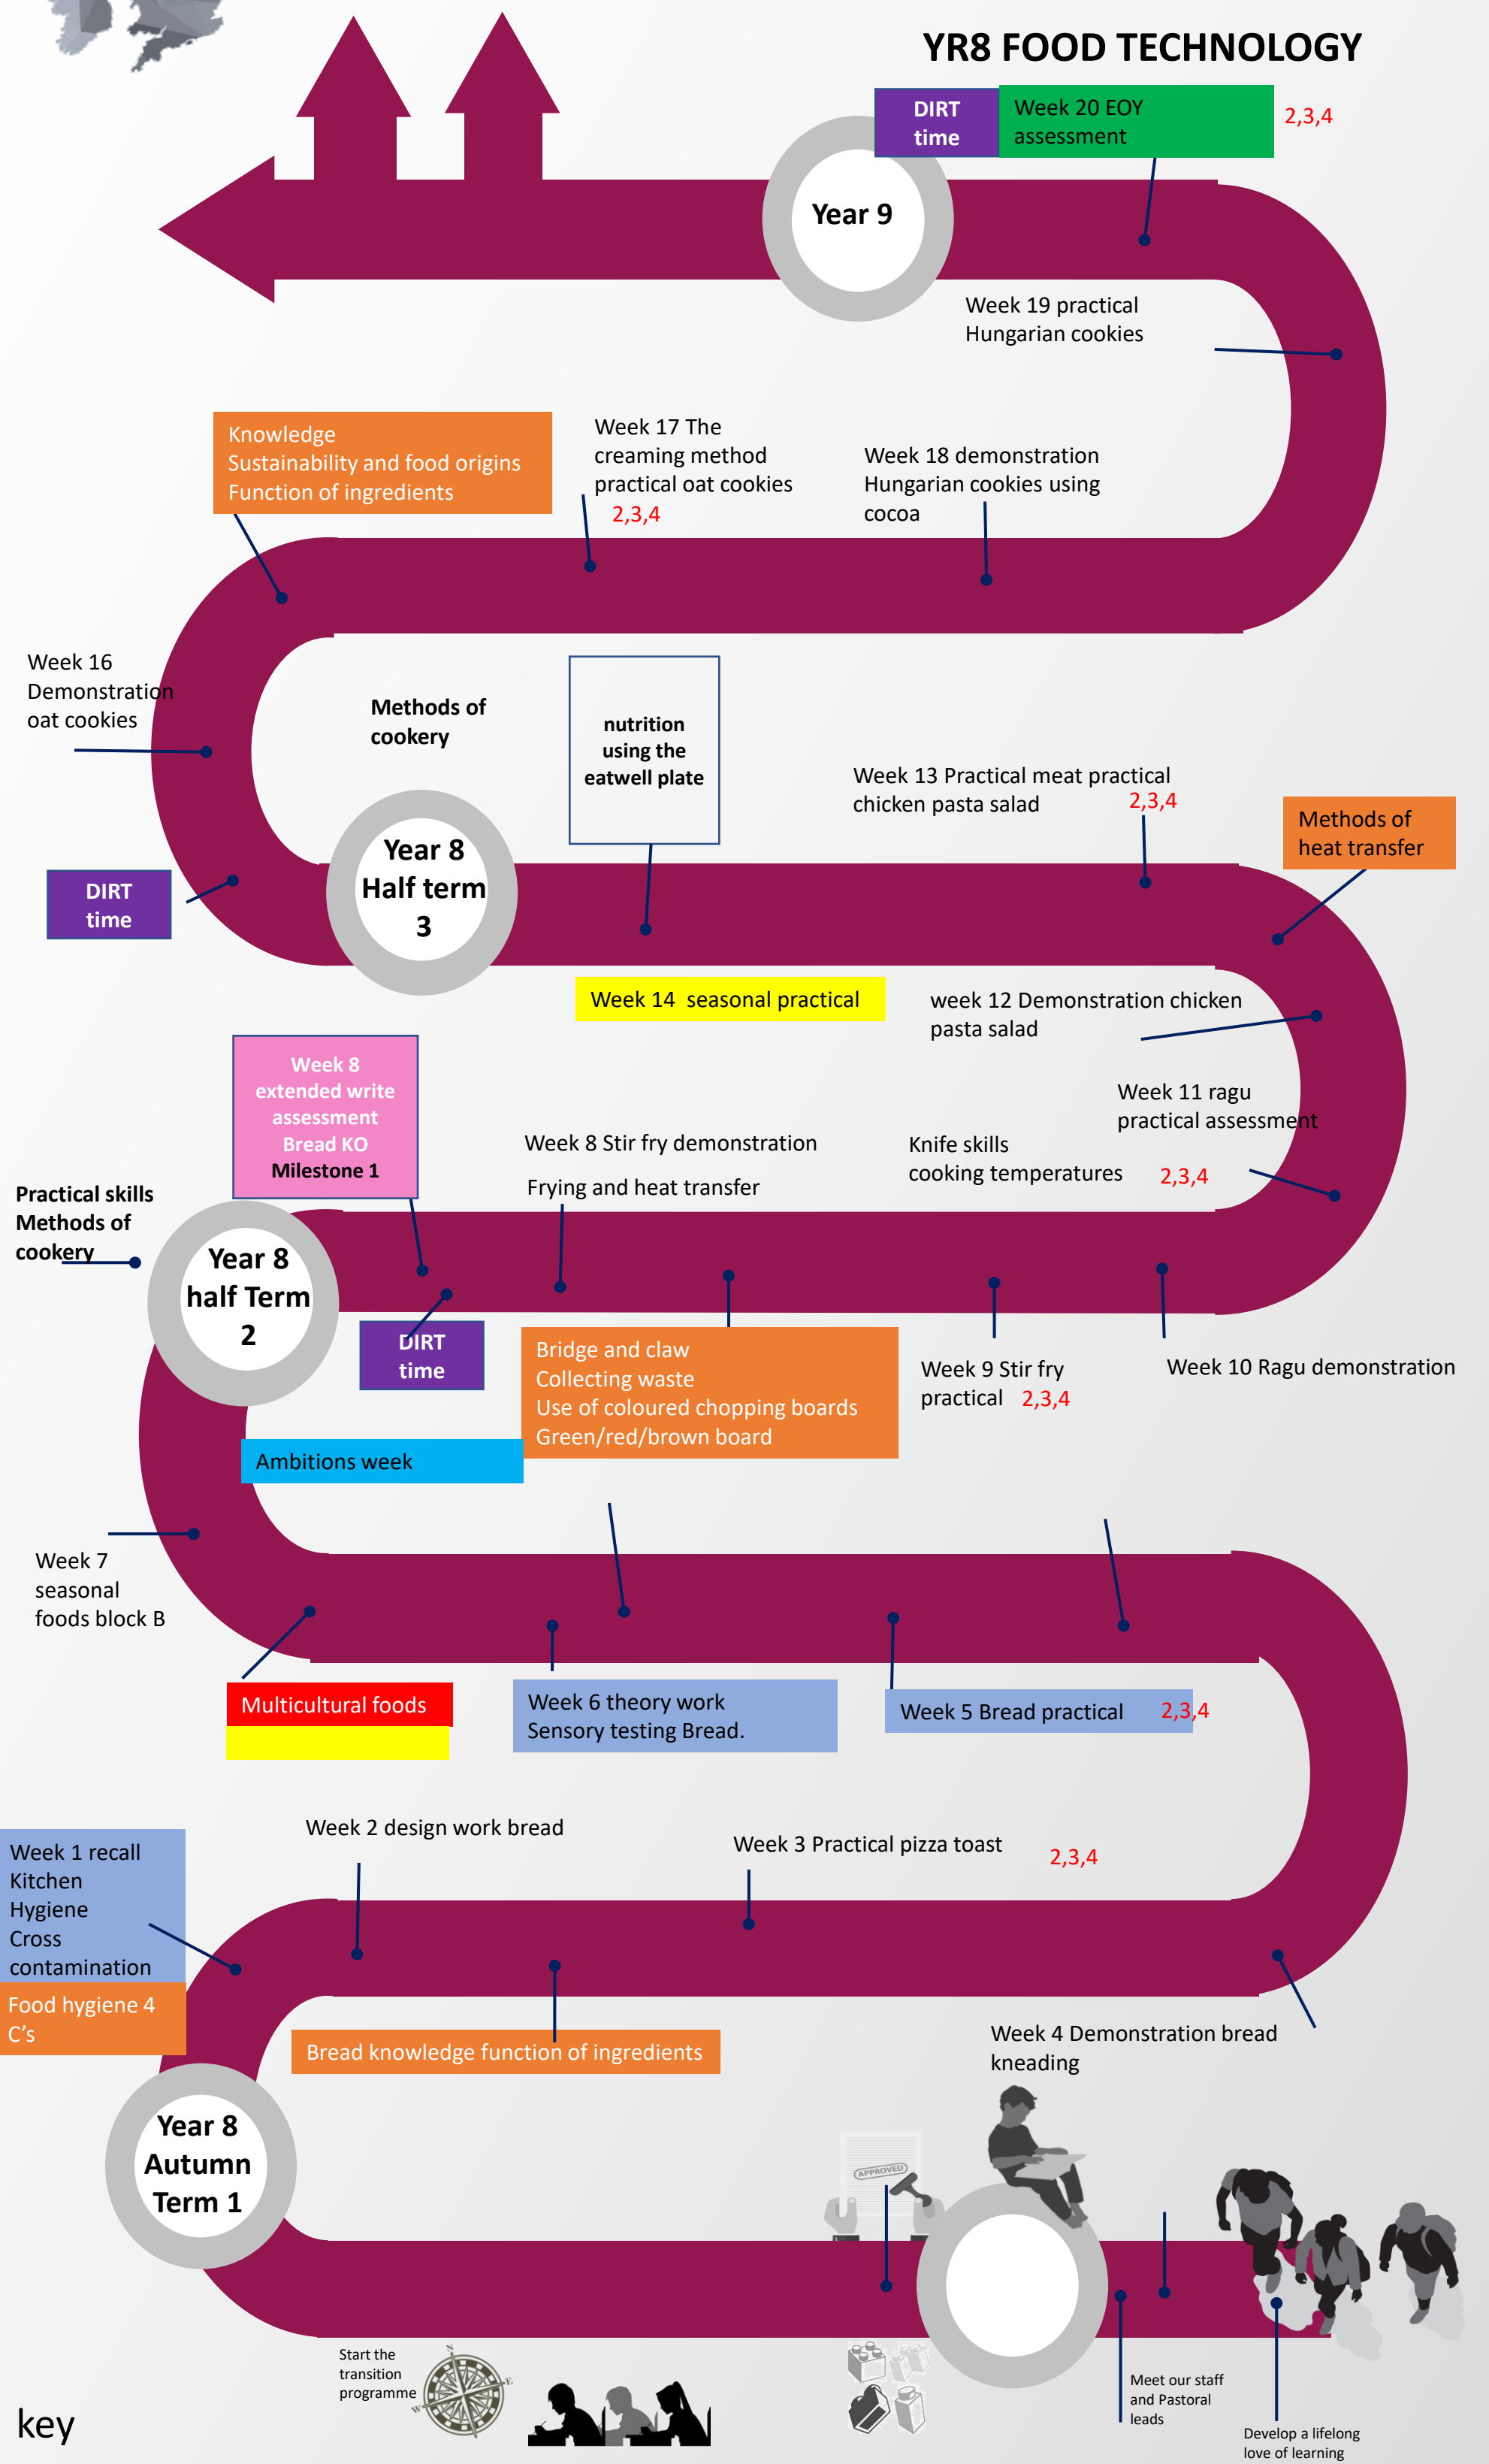 YR8 FOOD TECHNOLOGY
DIRT
time
Week 20 EOY
assessment
2,3,4
Year 9
Week 19 practical
Hungarian cookies
Knowledge
Sustainability and food origins
Function of ingredients
Week 17 The
creaming method
practical oat cookies
2,3,4
Week 18 demonstration
Hungarian cookies using
cocoa
Week 16
Demonstration
oat cookies
Methods of
cookery
nutrition
using the
eatwell plate
Week 13 Practical meat practical
chicken pasta salad
2,3,4
Methods of
heat transfer
Year 8
Half term
3
DIRT
time
Week 14 seasonal practical
week 12 Demonstration chicken
pasta salad
Week 8
extended write
assessment
Bread KO
Milestone 1
Week 11 ragu
practical assessment
Week 8 Stir fry demonstration
Frying and heat transfer
Knife skills
cooking temperatures
2,3,4
Practical skills
Methods of
cookery
Year 8
half Term
2
DIRT
time
Bridge and claw
Collecting waste
Use of coloured chopping boards
Green/red/brown board
Week 9 Stir fry
practical 2,3,4
Week 10 Ragu demonstration
Ambitions week
Week 7
seasonal
foods block B
Multicultural foods
Week 6 theory work
Sensory testing Bread.
Week 5 Bread practical
2,3,4
Week 1 recall
Kitchen
Hygiene
Cross
contamination
Food hygiene 4
C's
Week 2 design work bread
Week 3 Practical pizza toast
2,3,4
Bread knowledge function of ingredients
Week 4 Demonstration bread
kneading
Year 8
Autumn
Term 1
APPROVED
Start the
transition
programme
N
E
W
Meet our staff
and Pastoral
leads
Develop a lifelong
love of learning
key